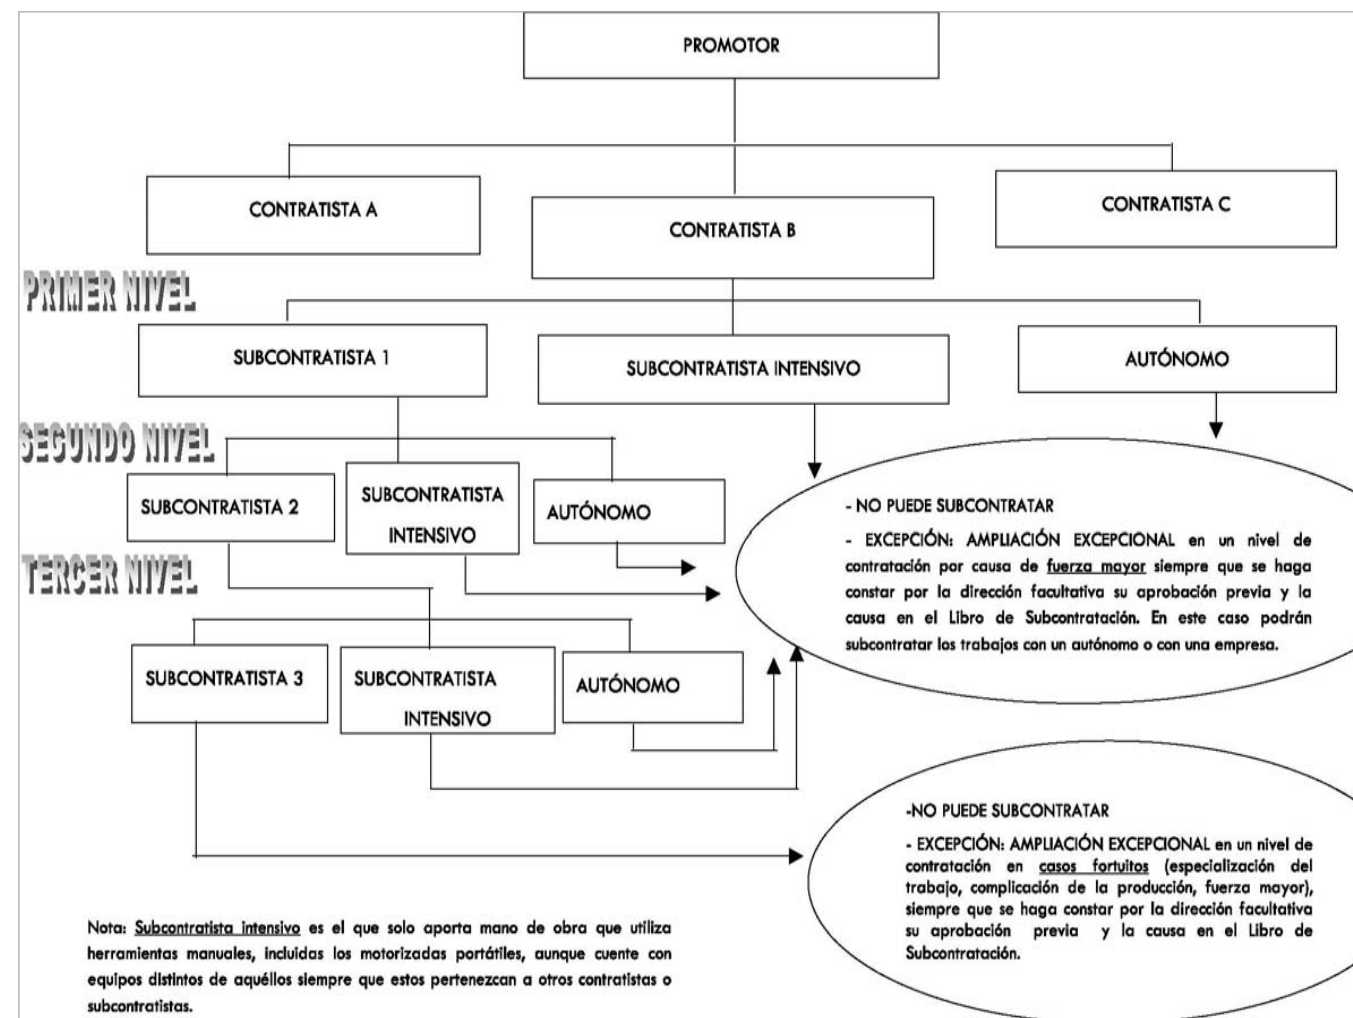 PROMOTOR
CONTRATISTA A
CONTRATISTA B
CONTRATISTA C
PRIMER NIVEL
SUBCONTRATISTA 1
SUBCONTRATISTA INTENSIVO
AUTÓNOMO
SEGUNDO NIVEL
SUBCONTRATISTA 2
SUBCONTRATISTA
INTENSIVO
AUTÓNOMO
- NO PUEDE SUBCONTRATAR
- EXCEPCIÓN: AMPLIACIÓN EXCEPCIONAL en un nivel de
contratación por causa de fuerza mayor siempre que se haga
constar por la dirección facultativa su aprobación previa y la
causa en el Libro de Subcontratación. En este caso podrán
subcontratar los trabajos con un autónomo o con una empresa.
TERCER NIVEL
SUBCONTRATISTA 3
SUBCONTRATISTA
INTENSIVO
AUTÓNOMO
-NO PUEDE SUBCONTRATAR
- EXCEPCIÓN: AMPLIACIÓN EXCEPCIONAL en un nivel de
contratación en casos fortuitos (especialización del
trabajo, complicación de la producción, fuerza mayor),
siempre que se haga constar por la dirección facultativa
su aprobación previa y la causa en el Libro de
Subcontratación.
Nota: Subcontratista intensivo es el que solo aporta mano de obra que utiliza
herramientas manuales, incluidas los motorizadas portátiles, aunque cuente con
equipos distintos de aquéllos siempre que estos pertenezcan a otros contratistas o
subcontratistas.